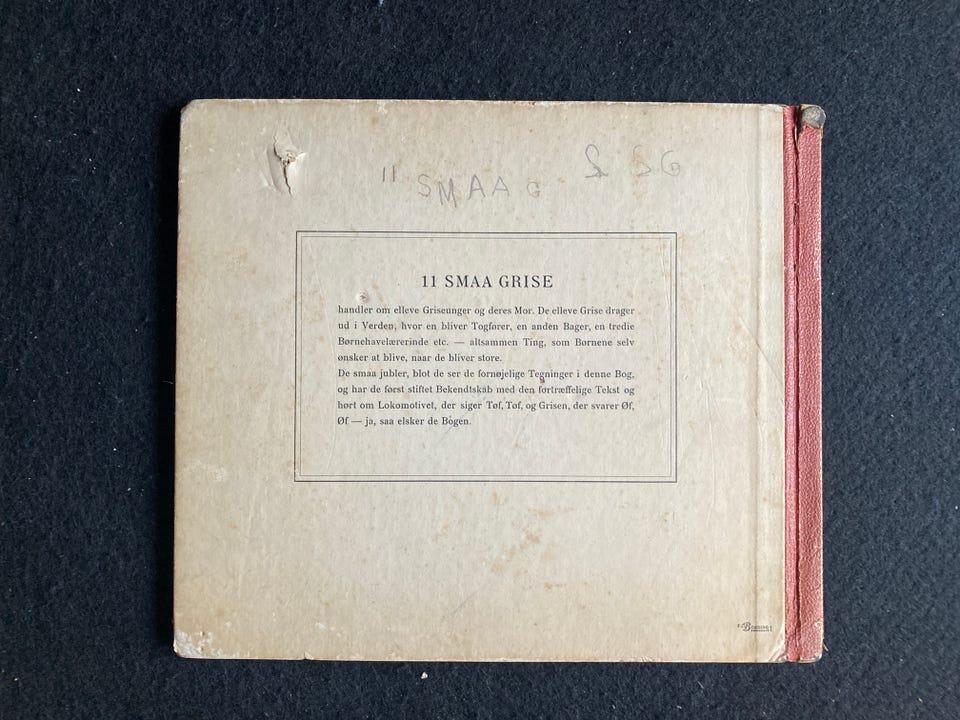 11 SMAA G S SG
11 SMAA GRISE
handler om elleve Griseunger og deres Mor. De elleve Grise drager
ud i Verden, hvor en bliver Togfører, en anden Bager, en tredie
Børnehavelærerinde etc. — altsammen Ting, som Børnene selv
ønsker at blive, naar de bliver store.
De smaa jubler, blot de ser de fornøjelige Tegninger i denne Bog,
og har de først stiftet Bekendtskab med den førtræffelige Tekst og
hørt om Lokomotivet, der siger Tøf, Tøf, og Grisen, der svarer Øf,
Øf — ja, saa elsker de Bogen.